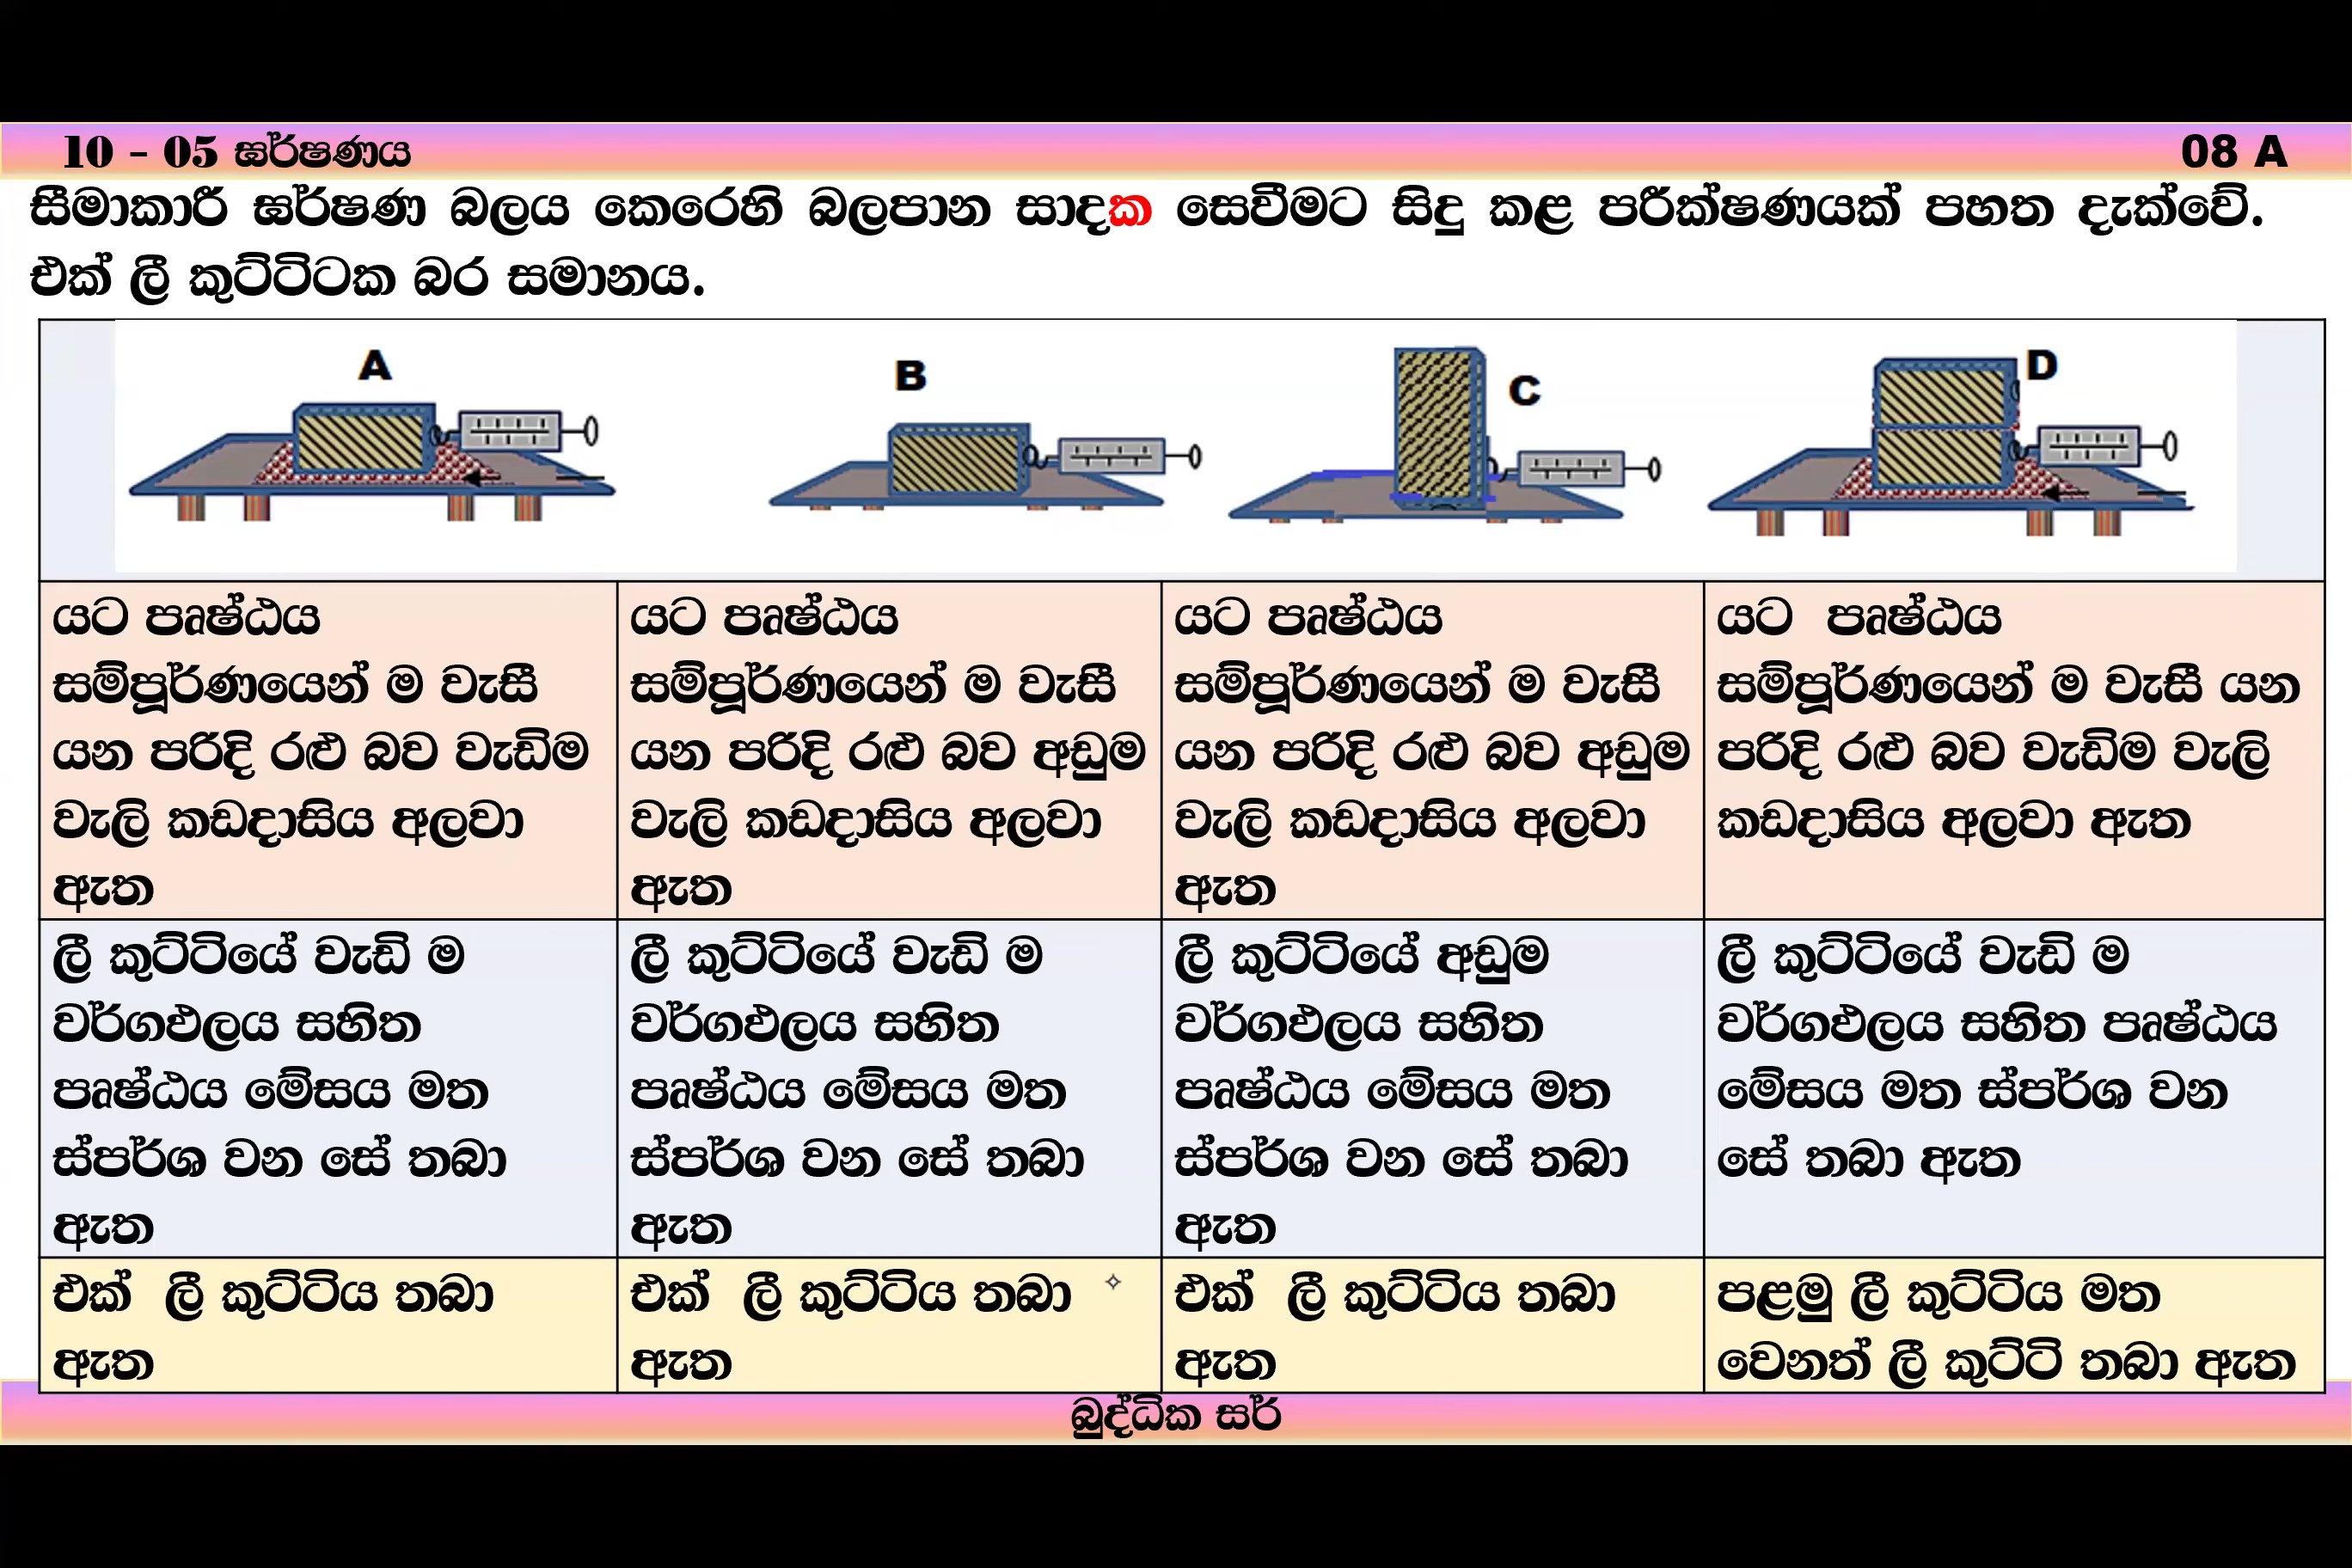 10 - 05 ඝර්ෂණය
08 A
සීමාකාරී ඝර්ෂණ බලය කෙරෙහි බලපාන සාදක සෙවීමට සිදු කළ පරීක්ෂණයක් පහත දැක්වේ.
එක් ලී කුට්ටිටක බර සමානය.
A
B
C
D
යට පෘෂ්ඨය
සම්පූර්ණයෙන් ම වැසී
යන පරිදි රළු බව වැඩිම
වැලි කඩදාසිය අලවා
ඇත
යට පෘෂ්ඨය
සම්පූර්ණයෙන් ම වැසී
යන පරිදි රළු බව අඩුම
වැලි කඩදාසිය අලවා
ඇත
යට පෘෂ්ඨය
සම්පූර්ණයෙන් ම වැසී
යන පරිදි රළු බව අඩුම
වැලි කඩදාසිය අලවා
ඇත
යට පෘෂ්ඨය
සම්පූර්ණයෙන් ම වැසී යන
පරිදි රළු බව වැඩිම වැලි
කඩදාසිය අලවා ඇත
ලී කුට්ටියේ වැඩි ම
වර්ගඵලය සහිත
පෘෂ්ඨය මේසය මත
ස්පර්ශ වන සේ තබා
ඇත
ලී කුට්ටියේ වැඩි ම
වර්ගඵලය සහිත
පෘෂ්ඨය මේසය මත
ස්පර්ශ වන සේ තබා
ඇත
ලී කුට්ටියේ අඩුම
වර්ගඵලය සහිත
පෘෂ්ඨය මේසය මත
ස්පර්ශ වන සේ තබා
ඇත
ලී කුට්ටියේ වැඩි ම
වර්ගඵලය සහිත පෘෂ්ඨය
මේසය මත ස්පර්ශ වන
සේ තබා ඇත
එක් ලී කුට්ටිය තබා
ඇත
එක් ලී කුට්ටිය තබා
ඇත
එක් ලී කුට්ටිය තබා
ඇත
පළමු ලී කුට්ටිය මත
වෙනත් ලී කුට්ටි තබා ඇත
බුද්ධික සර්